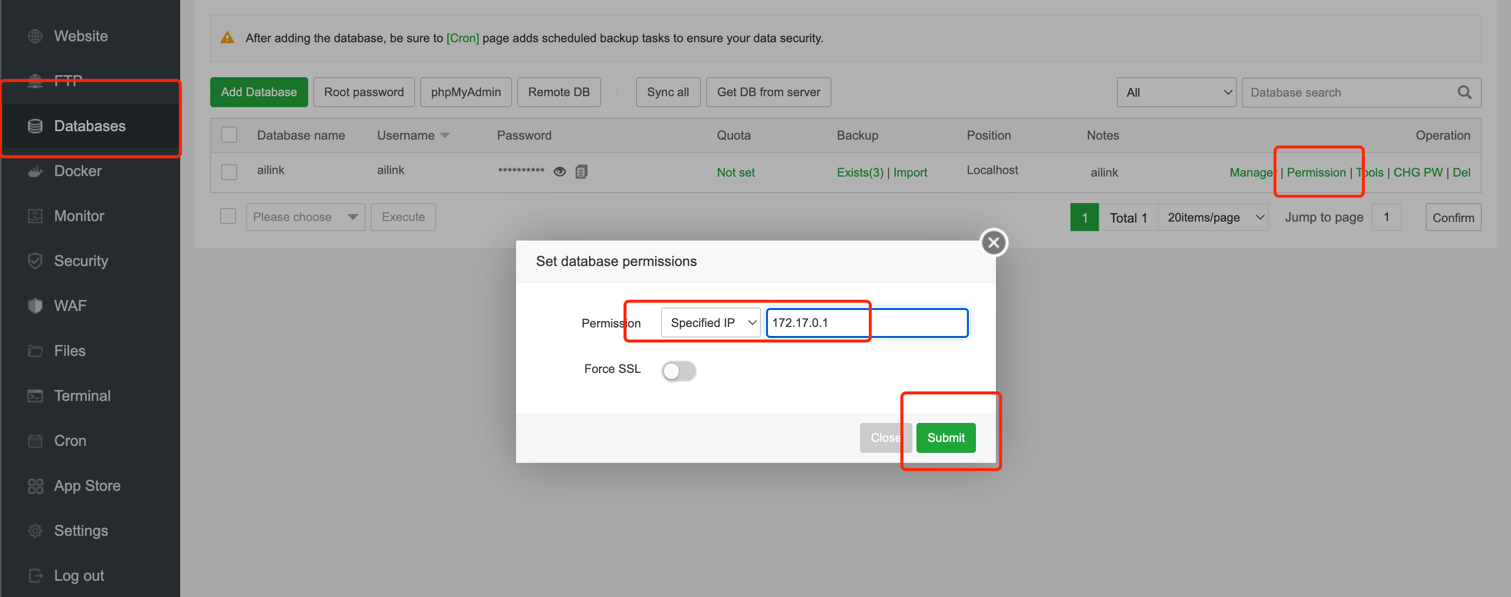 Website
FTP
Databases
Docker
Monitor
Security
WAF
Files
Terminal
Cron
App Store
Settings
Log out
After adding the database, be sure to [Cron] page adds scheduled backup tasks to ensure your data security.
Add Database Root password phpMyAdmin Remote DB Sync all Get DB from server All Database search
Database name Username Password Quota Backup Position Notes Operation
ailink ailink ********** Not set Exists(3) | Import Localhost ailink Manage | Permission | Tools | CHG PW | Del
Please choose Execute 1 Total 1 20items/page Jump to page 1 Confirm
Set database permissions
Permission Specified IP 172.17.0.1
Force SSL
Close Submit